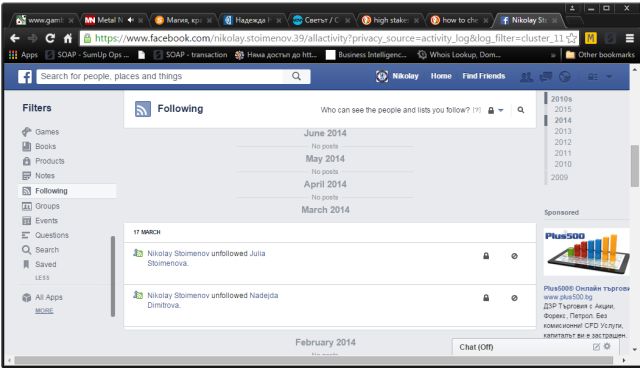 www.gamb
Metal N
Магия, кр
Надежда Н
Светът / С
high stake
how to che
Nikolay Sto
https://www.facebook.com/nikolay.stoimenov.39/allactivity?privacy_source=activity_log&log_filter=cluster_11
Apps
SOAP - SumUp Ops ...
SOAP - transaction
Няма достъп до htt...
Business Intelligenc...
Whois Lookup, Dom...
»
Other bookmarks
Search for people, places and things
Nikolay
Home
Find Friends
Filters
Games
Books
Products
Notes
Following
Groups
Events
Questions
Search
Saved
LESS
All Apps
MORE
Following
Who can see the people and lists you follow? [?]
June 2014
No posts
May 2014
No posts
April 2014
No posts
March 2014
17 MARCH
Nikolay Stoimenov unfollowed Julia
Stoimenova.
Nikolay Stoimenov unfollowed Nadejda
Dimitrova.
February 2014
No posts
2010s
2015
2014
2013
2012
2011
2010
2009
Sponsored
Plus500
Plus500® Онлайн търгови
www.plus500.bg
ДЗР Търговия с Акции,
Форекс, Петрол. Без
комисионни! CFD Услуги,
капиталът ви е застрашен.
Chat (Off)